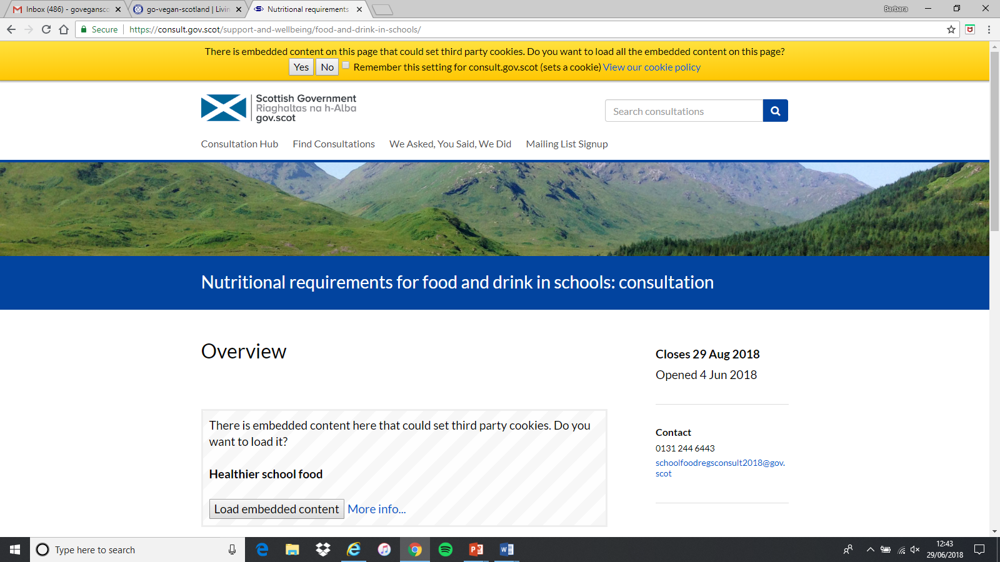 Inbox (486) - govegansco
go-vegan-scotland | Livin
Nutritional requirements
Barbara
Secure
https://consult.gov.scot/support-and-wellbeing/food-and-drink-in-schools/
There is embedded content on this page that could set third party cookies. Do you want to load all the embedded content on this page?
Yes No Remember this setting for consult.gov.scot (sets a cookie) View our cookie policy
Scottish Government
Riaghaltas na h-Alba
gov.scot
Search consultations
Consultation Hub Find Consultations We Asked, You Said, We Did Mailing List Signup
Nutritional requirements for food and drink in schools: consultation
Overview
There is embedded content here that could set third party cookies. Do you
want to load it?
Healthier school food
Load embedded content More info...
Closes 29 Aug 2018
Opened 4 Jun 2018
Contact
0131 244 6443
schoolfoodregsconsult2018@gov.
scot
Type here to search
12:43
29/06/2018